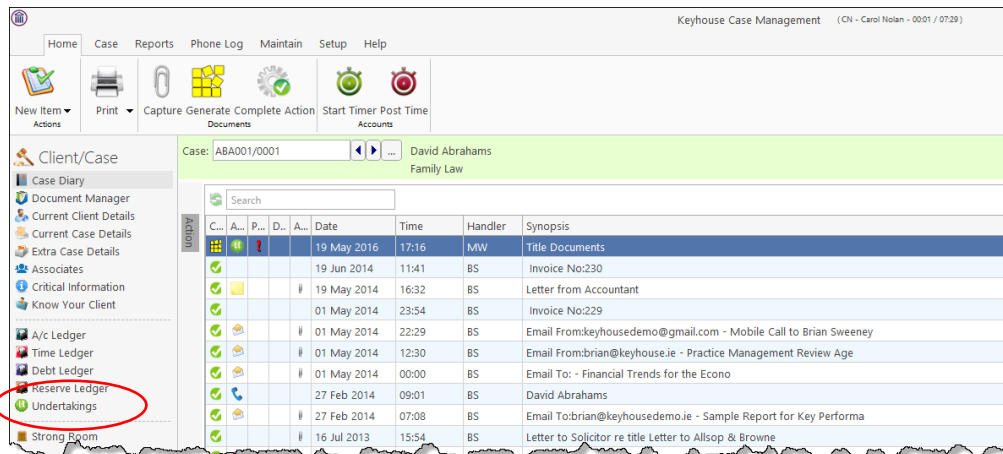 Keyhouse Case Management (CN - Carol Nolan - 00:01 / 07:29)
Home Case Reports Phone Log Maintain Setup Help
New Item Print Capture Generate Complete Action Start Timer Post Time
Actions Documents Accounts
Client/Case
Case Diary
Document Manager
Current Client Details
Current Case Details
Extra Case Details
Associates
Critical Information
Know Your Client
A/c Ledger
Time Ledger
Debt Ledger
Reserve Ledger
Undertakings
Strong Room
Case: ABA001/0001 ... David Abrahams
Family Law
Search
Action
C... A... P... D.. A... Date Time Handler Synopsis
19 May 2016 17:16 MW Title Documents
19 Jun 2014 11:41 BS Invoice No:230
19 May 2014 16:32 BS Letter from Accountant
01 May 2014 23:54 BS Invoice No:229
01 May 2014 22:29 BS Email From:keyhousedemo@gmail.com - Mobile Call to Brian Sweeney
01 May 2014 12:30 BS Email From:brian@keyhouse.ie - Practice Management Review Age
01 May 2014 00:00 BS Email To: - Financial Trends for the Econo
27 Feb 2014 09:01 BS David Abrahams
27 Feb 2014 07:08 BS Email To:brian@keyhousedemo.ie - Sample Report for Key Performa
16 Jul 2013 15:54 BS Letter to Solicitor re title Letter to Allsop & Browne